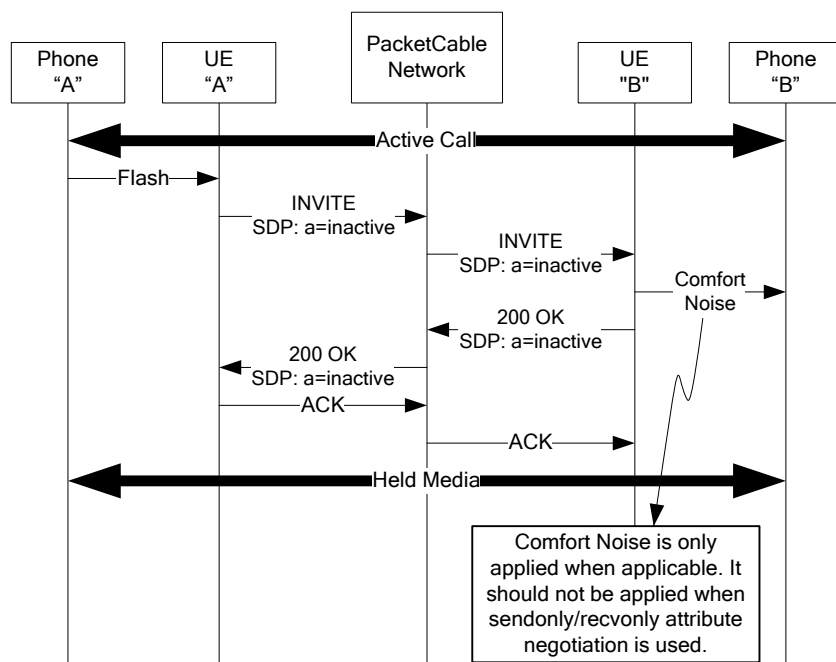 Phone
“A”
UE
“A”
PacketCable
Network
UE
"B"
Phone
“B”
Active Call
Flash
INVITE
SDP: a=inactive
INVITE
SDP: a=inactive
Comfort
Noise
200 OK
SDP: a=inactive
200 OK
SDP: a=inactive
ACK
ACK
Held Media
Comfort Noise is only
applied when applicable. It
should not be applied when
sendonly/recvonly attribute
negotiation is used.